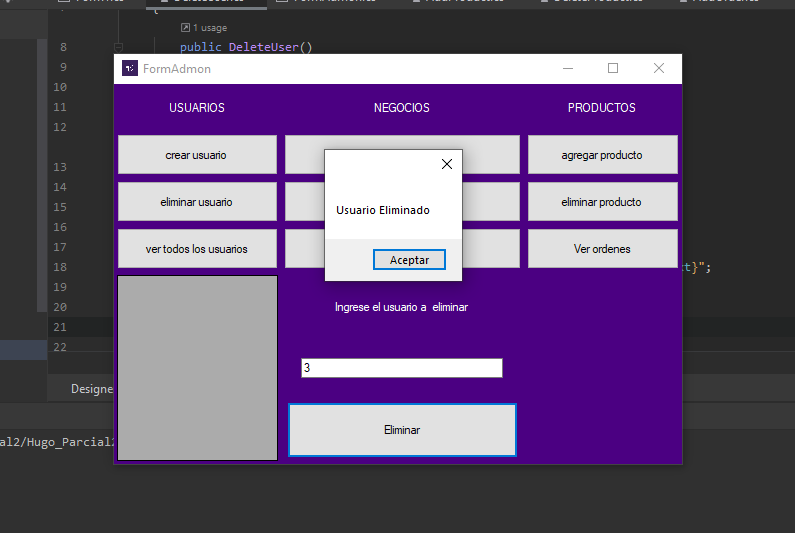 1 usage
8 public DeleteUser()
9
FormAdmon
10
11
12
USUARIOS NEGOCIOS PRODUCTOS
crear usuario agregar producto
13
14
eliminar usuario eliminar producto
15
16
17
ver todos los usuarios Ver ordenes
18 t}";
19
20
21
22
Usuario Eliminado
Aceptar
Ingrese el usuario a eliminar
3
Eliminar
Designe
al2/Hugo_Parcial2